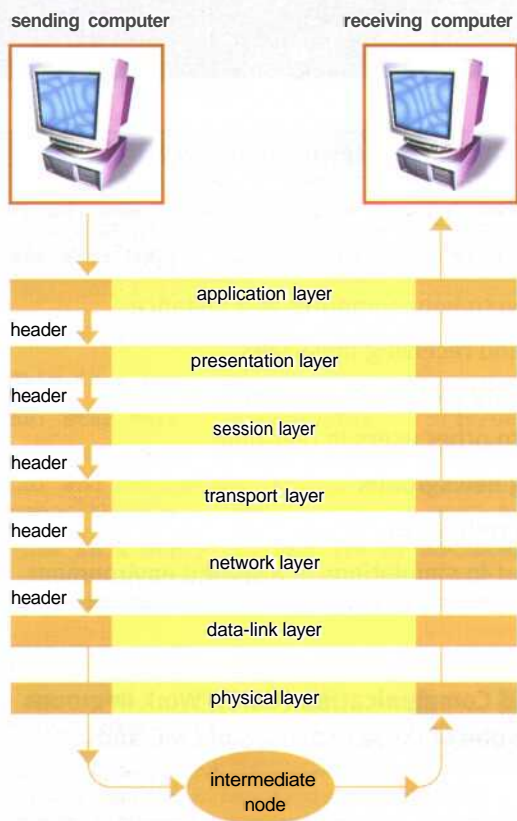 sending computer
receiving computer
application layer
header
presentation layer
header
session layer
header
transport layer
header
network layer
header
data-link layer
physical layer
intermediate
node